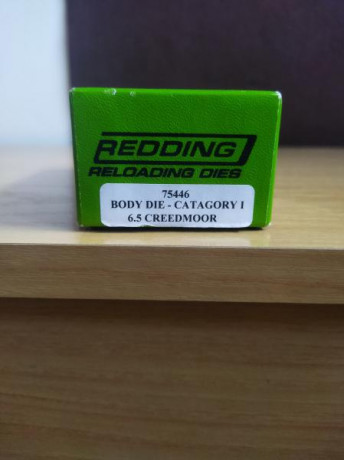 REDDING
RELOADING DIES
75446
BODY DIE - CATAGORY I
6.5 CREEDMOOR